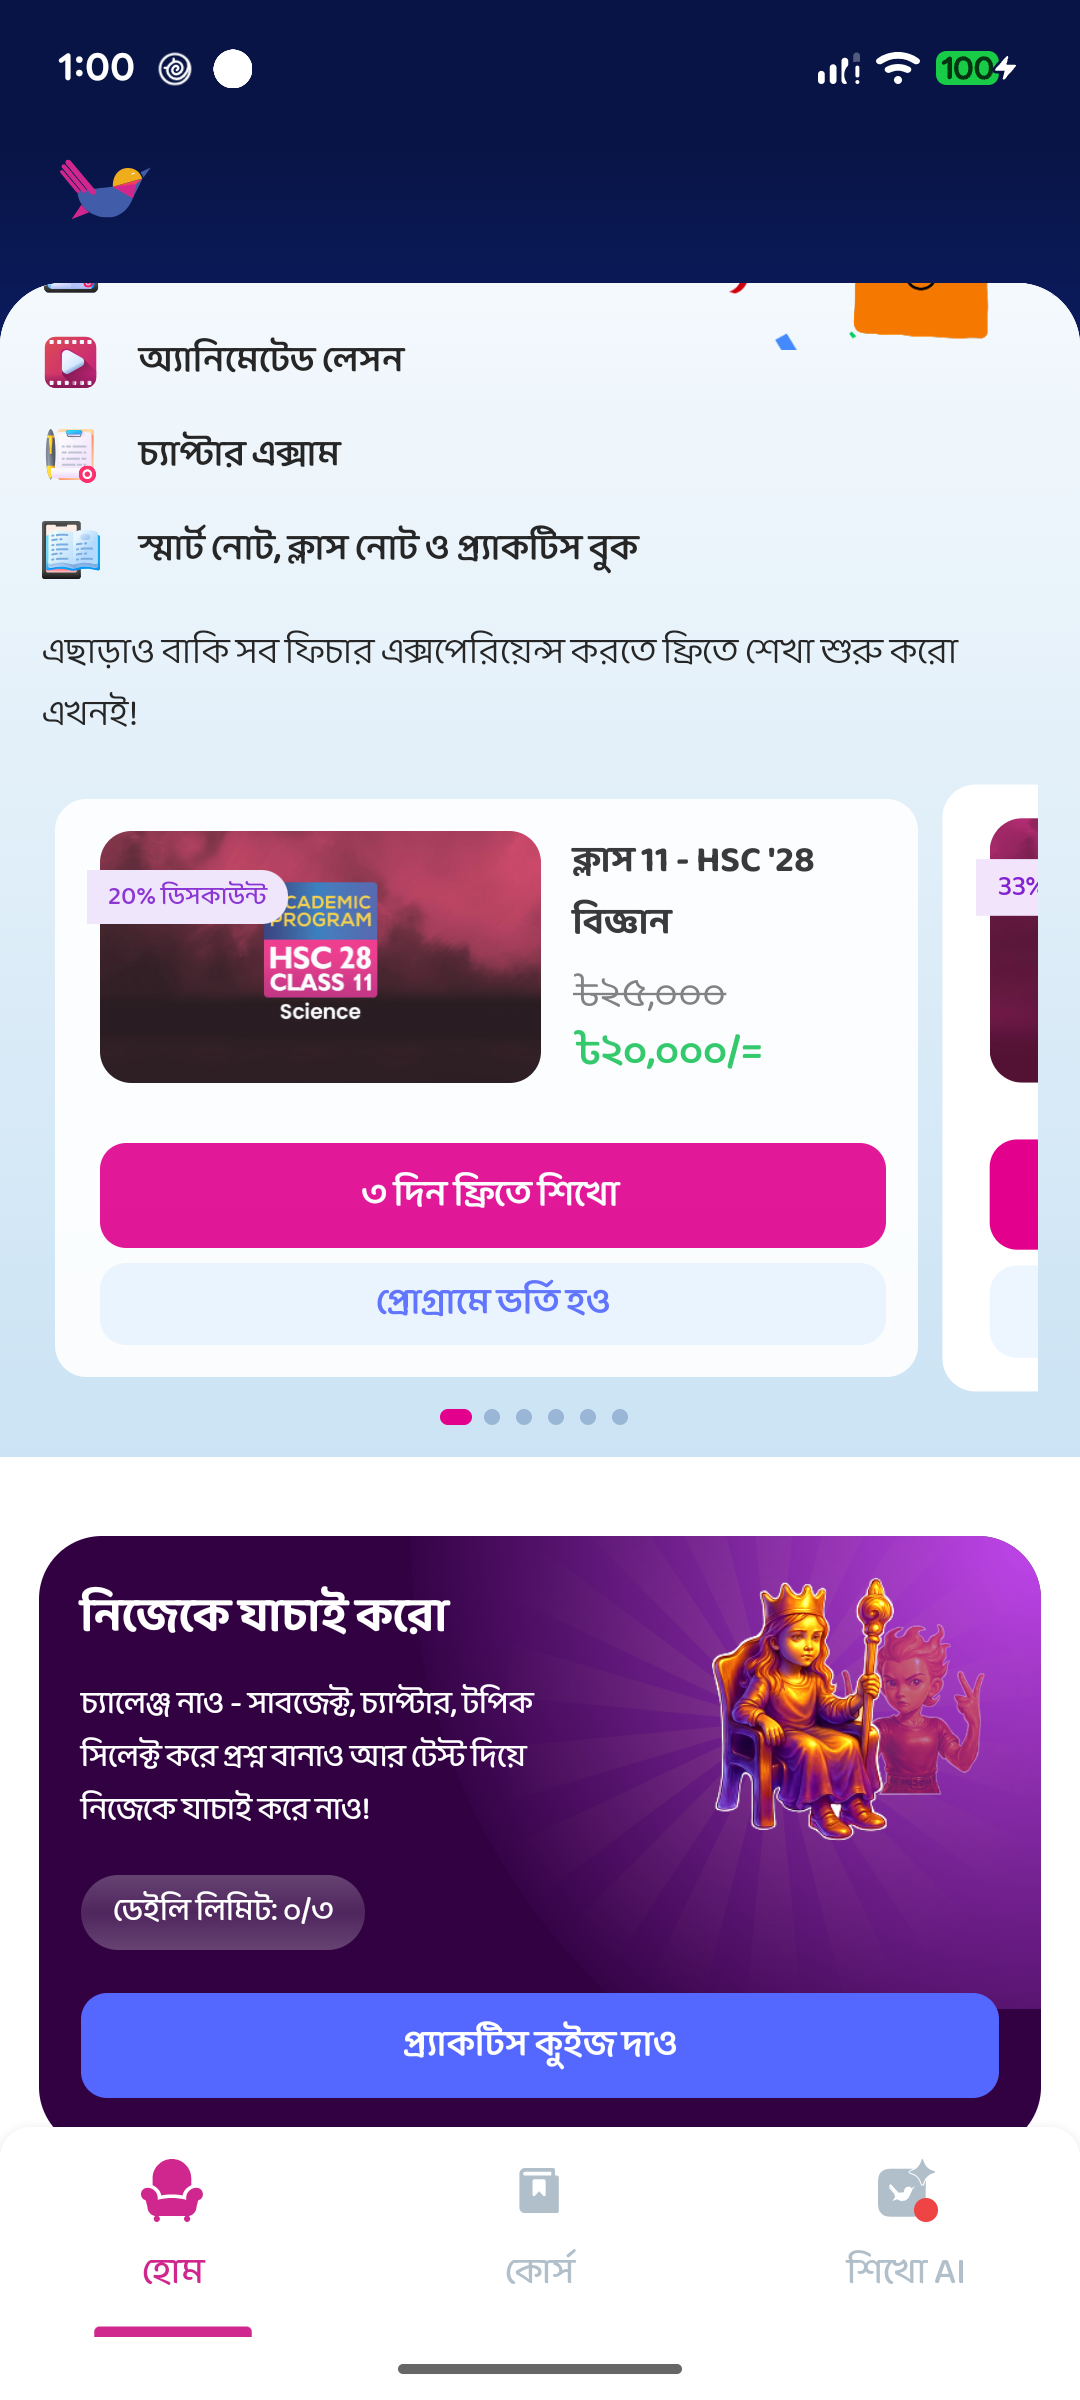 1:00
100
অ্যানিমেটেড লেসন
চ্যাপ্টার এক্সাম
স্মার্ট নোট, ক্লাস নোট ও প্র্যাকটিস বুক
এছাড়াও বাকি সব ফিচার এক্সপেরিয়েন্স করতে ফ্রিতে শেখা শুরু করো
এখনই!
20% ডিসকাউন্ট
CADEMIC
PROGRAM
HSC 28
CLASS 11
Science
ক্লাস 11 - HSC '28
বিজ্ঞান
৳২৫,০০০
৳২০,০০০/=
33%
৩ দিন ফ্রিতে শিখো
প্রোগ্রামে ভর্তি হও
নিজেকে যাচাই করো
চ্যালেঞ্জ নাও - সাবজেক্ট, চ্যাপ্টার, টপিক
সিলেক্ট করে প্রশ্ন বানাও আর টেস্ট দিয়ে
নিজেকে যাচাই করে নাও!
ডেইলি লিমিট: ০/৩
প্র্যাকটিস কুইজ দাও
হোম
কোর্স
শিখো AI